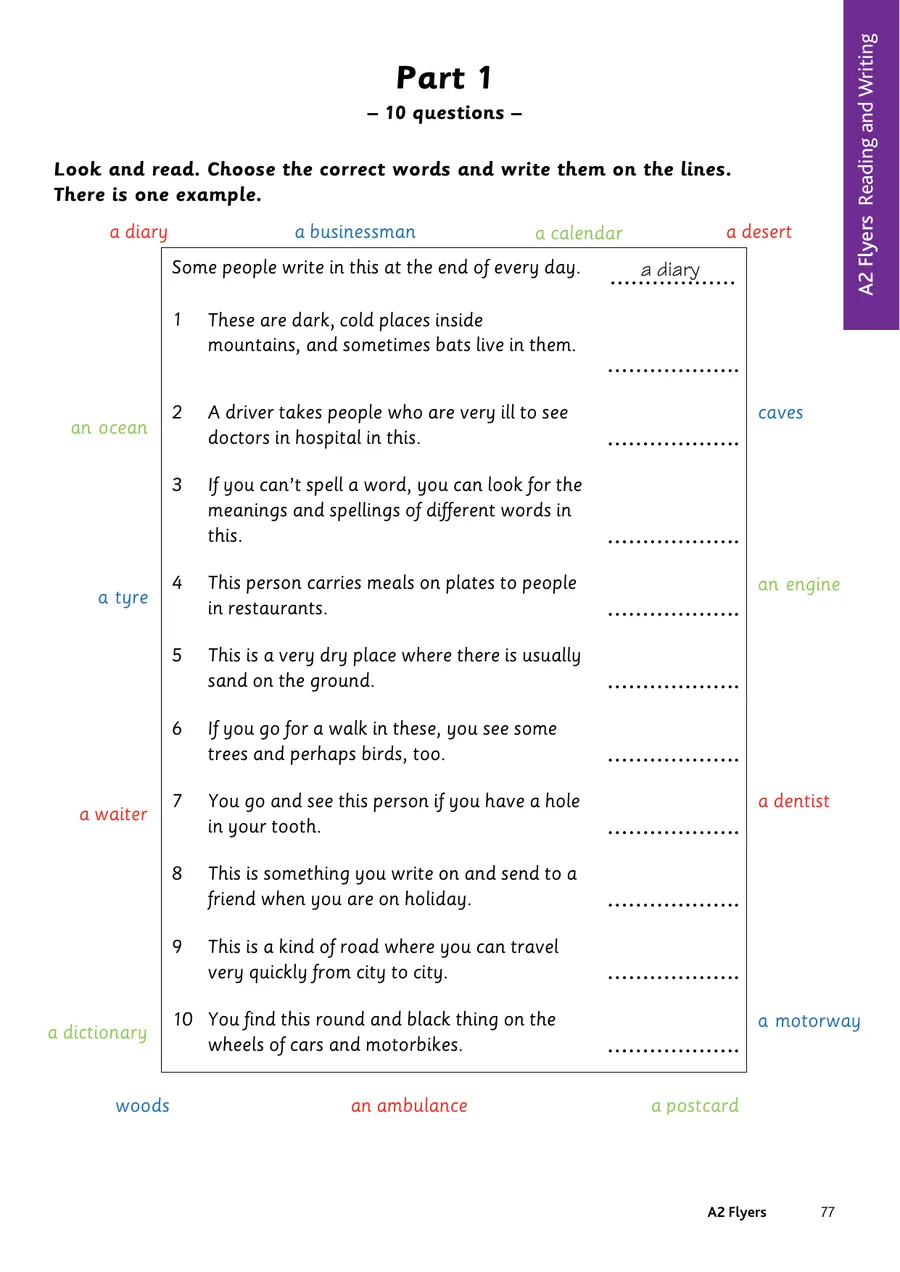 A2 Flyers Reading and Writing
Part 1
– 10 questions –
Look and read. Choose the correct words and write them on the lines.
There is one example.
a diary a businessman a calendar a desert
Some people write in this at the end of every day. a diary
1 These are dark, cold places inside
mountains, and sometimes bats live in them. ...................
an ocean
caves
2 A driver takes people who are very ill to see
doctors in hospital in this. ...................
3 If you can’t spell a word, you can look for the
meanings and spellings of different words in
this. ...................
a tyre
an engine
4 This person carries meals on plates to people
in restaurants. ...................
5 This is a very dry place where there is usually
sand on the ground. ...................
6 If you go for a walk in these, you see some
trees and perhaps birds, too. ...................
a waiter
a dentist
7 You go and see this person if you have a hole
in your tooth. ...................
8 This is something you write on and send to a
friend when you are on holiday. ...................
9 This is a kind of road where you can travel
very quickly from city to city. ...................
a dictionary
a motorway
10 You find this round and black thing on the
wheels of cars and motorbikes. ...................
woods an ambulance a postcard
A2 Flyers 77